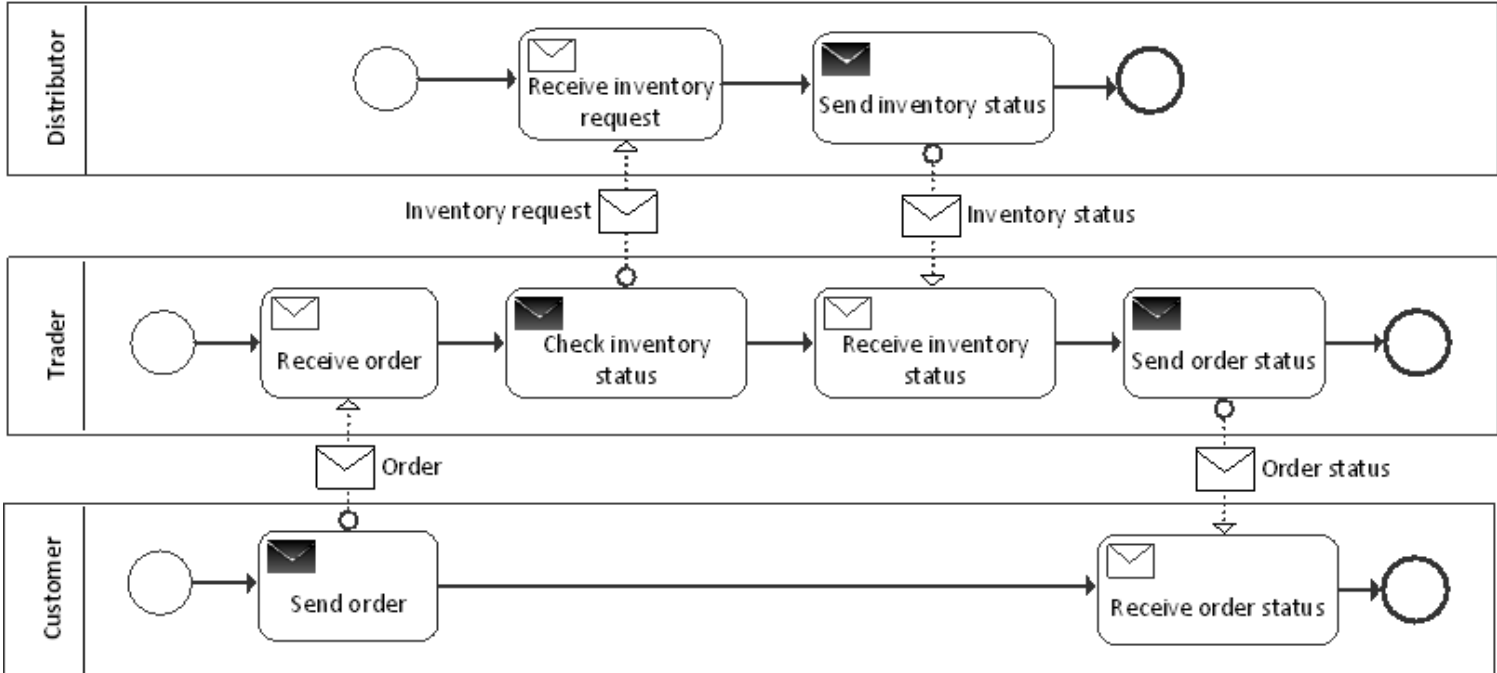 Distributor
Receive inventory
request
Send inventory status
Inventory request
Inventory status
Trader
Receive order
Check inventory
status
Receive inventory
status
Send order status
Order
Order status
Customer
Send order
Receive order status